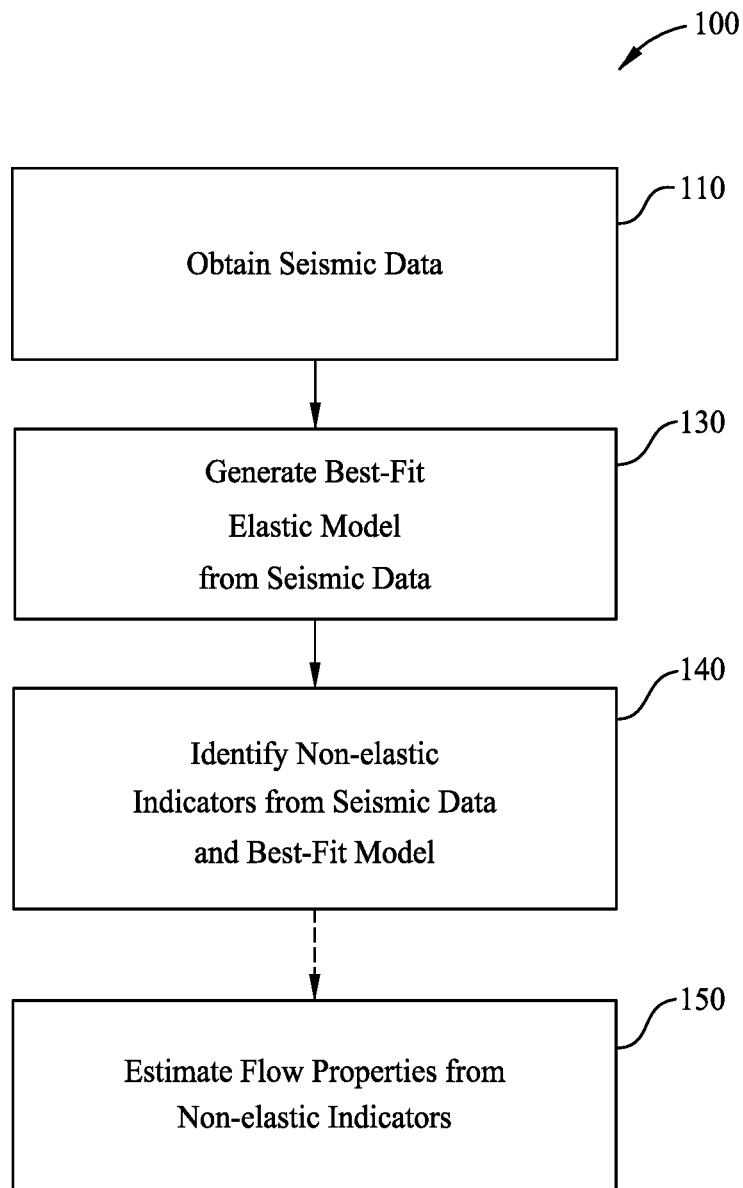 100
110
Obtain Seismic Data
130
Generate Best-Fit
Elastic Model
from Seismic Data
140
Identify Non-elastic
Indicators from Seismic Data
and Best-Fit Model
150
Estimate Flow Properties from
Non-elastic Indicators